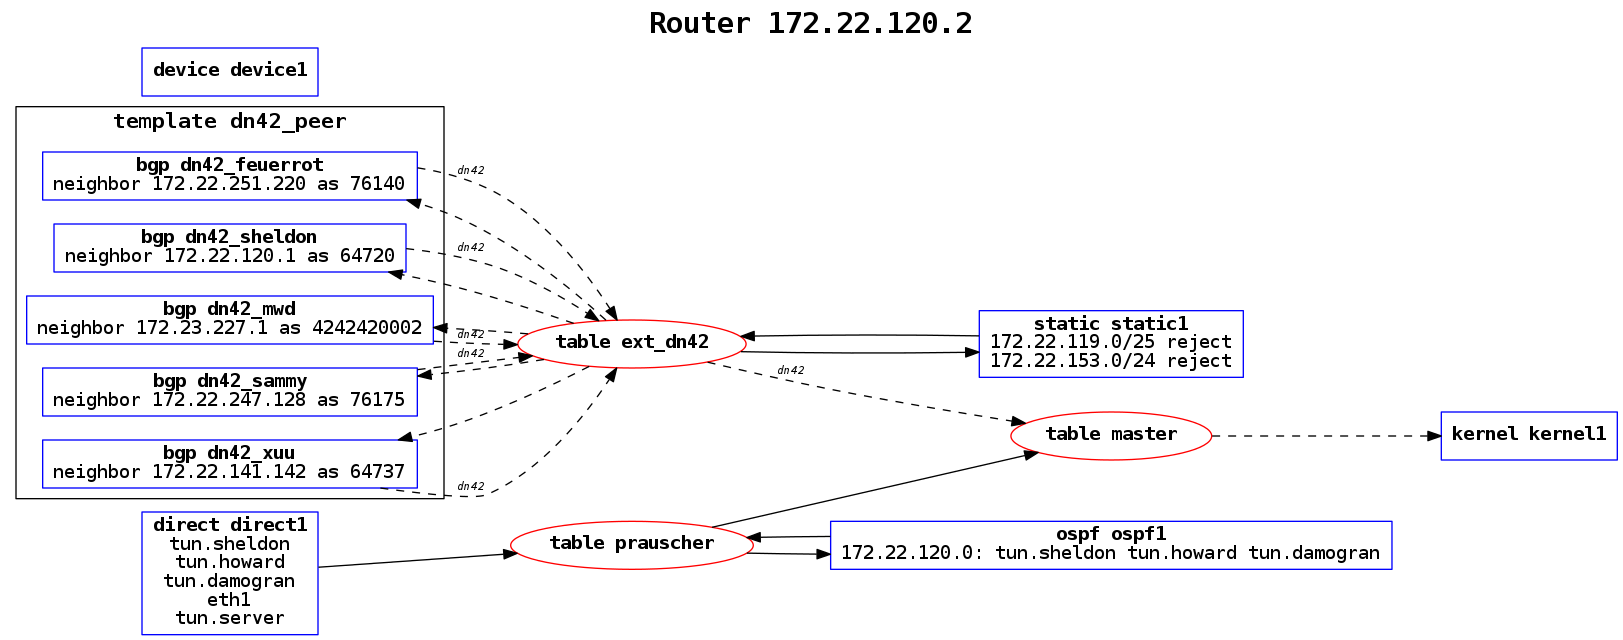 Router 172.22.120.2
device device1
template dn42_peer
bgp dn42_feuerrot
neighbor 172.22.251.220 as 76140
dn42
bgp dn42_sheldon
neighbor 172.22.120.1 as 64720
dn42
bgp dn42_mwd
neighbor 172.23.227.1 as 4242420002
dn42
bgp dn42_sammy
neighbor 172.22.247.128 as 76175
dn42
bgp dn42_xuu
neighbor 172.22.141.142 as 64737
dn42
table ext_dn42
static static1
172.22.119.0/25 reject
172.22.153.0/24 reject
dn42
table master
kernel kernel1
direct direct1
tun.sheldon
tun.howard
tun.damogran
eth1
tun.server
table prauscher
ospf ospf1
172.22.120.0: tun.sheldon tun.howard tun.damogran